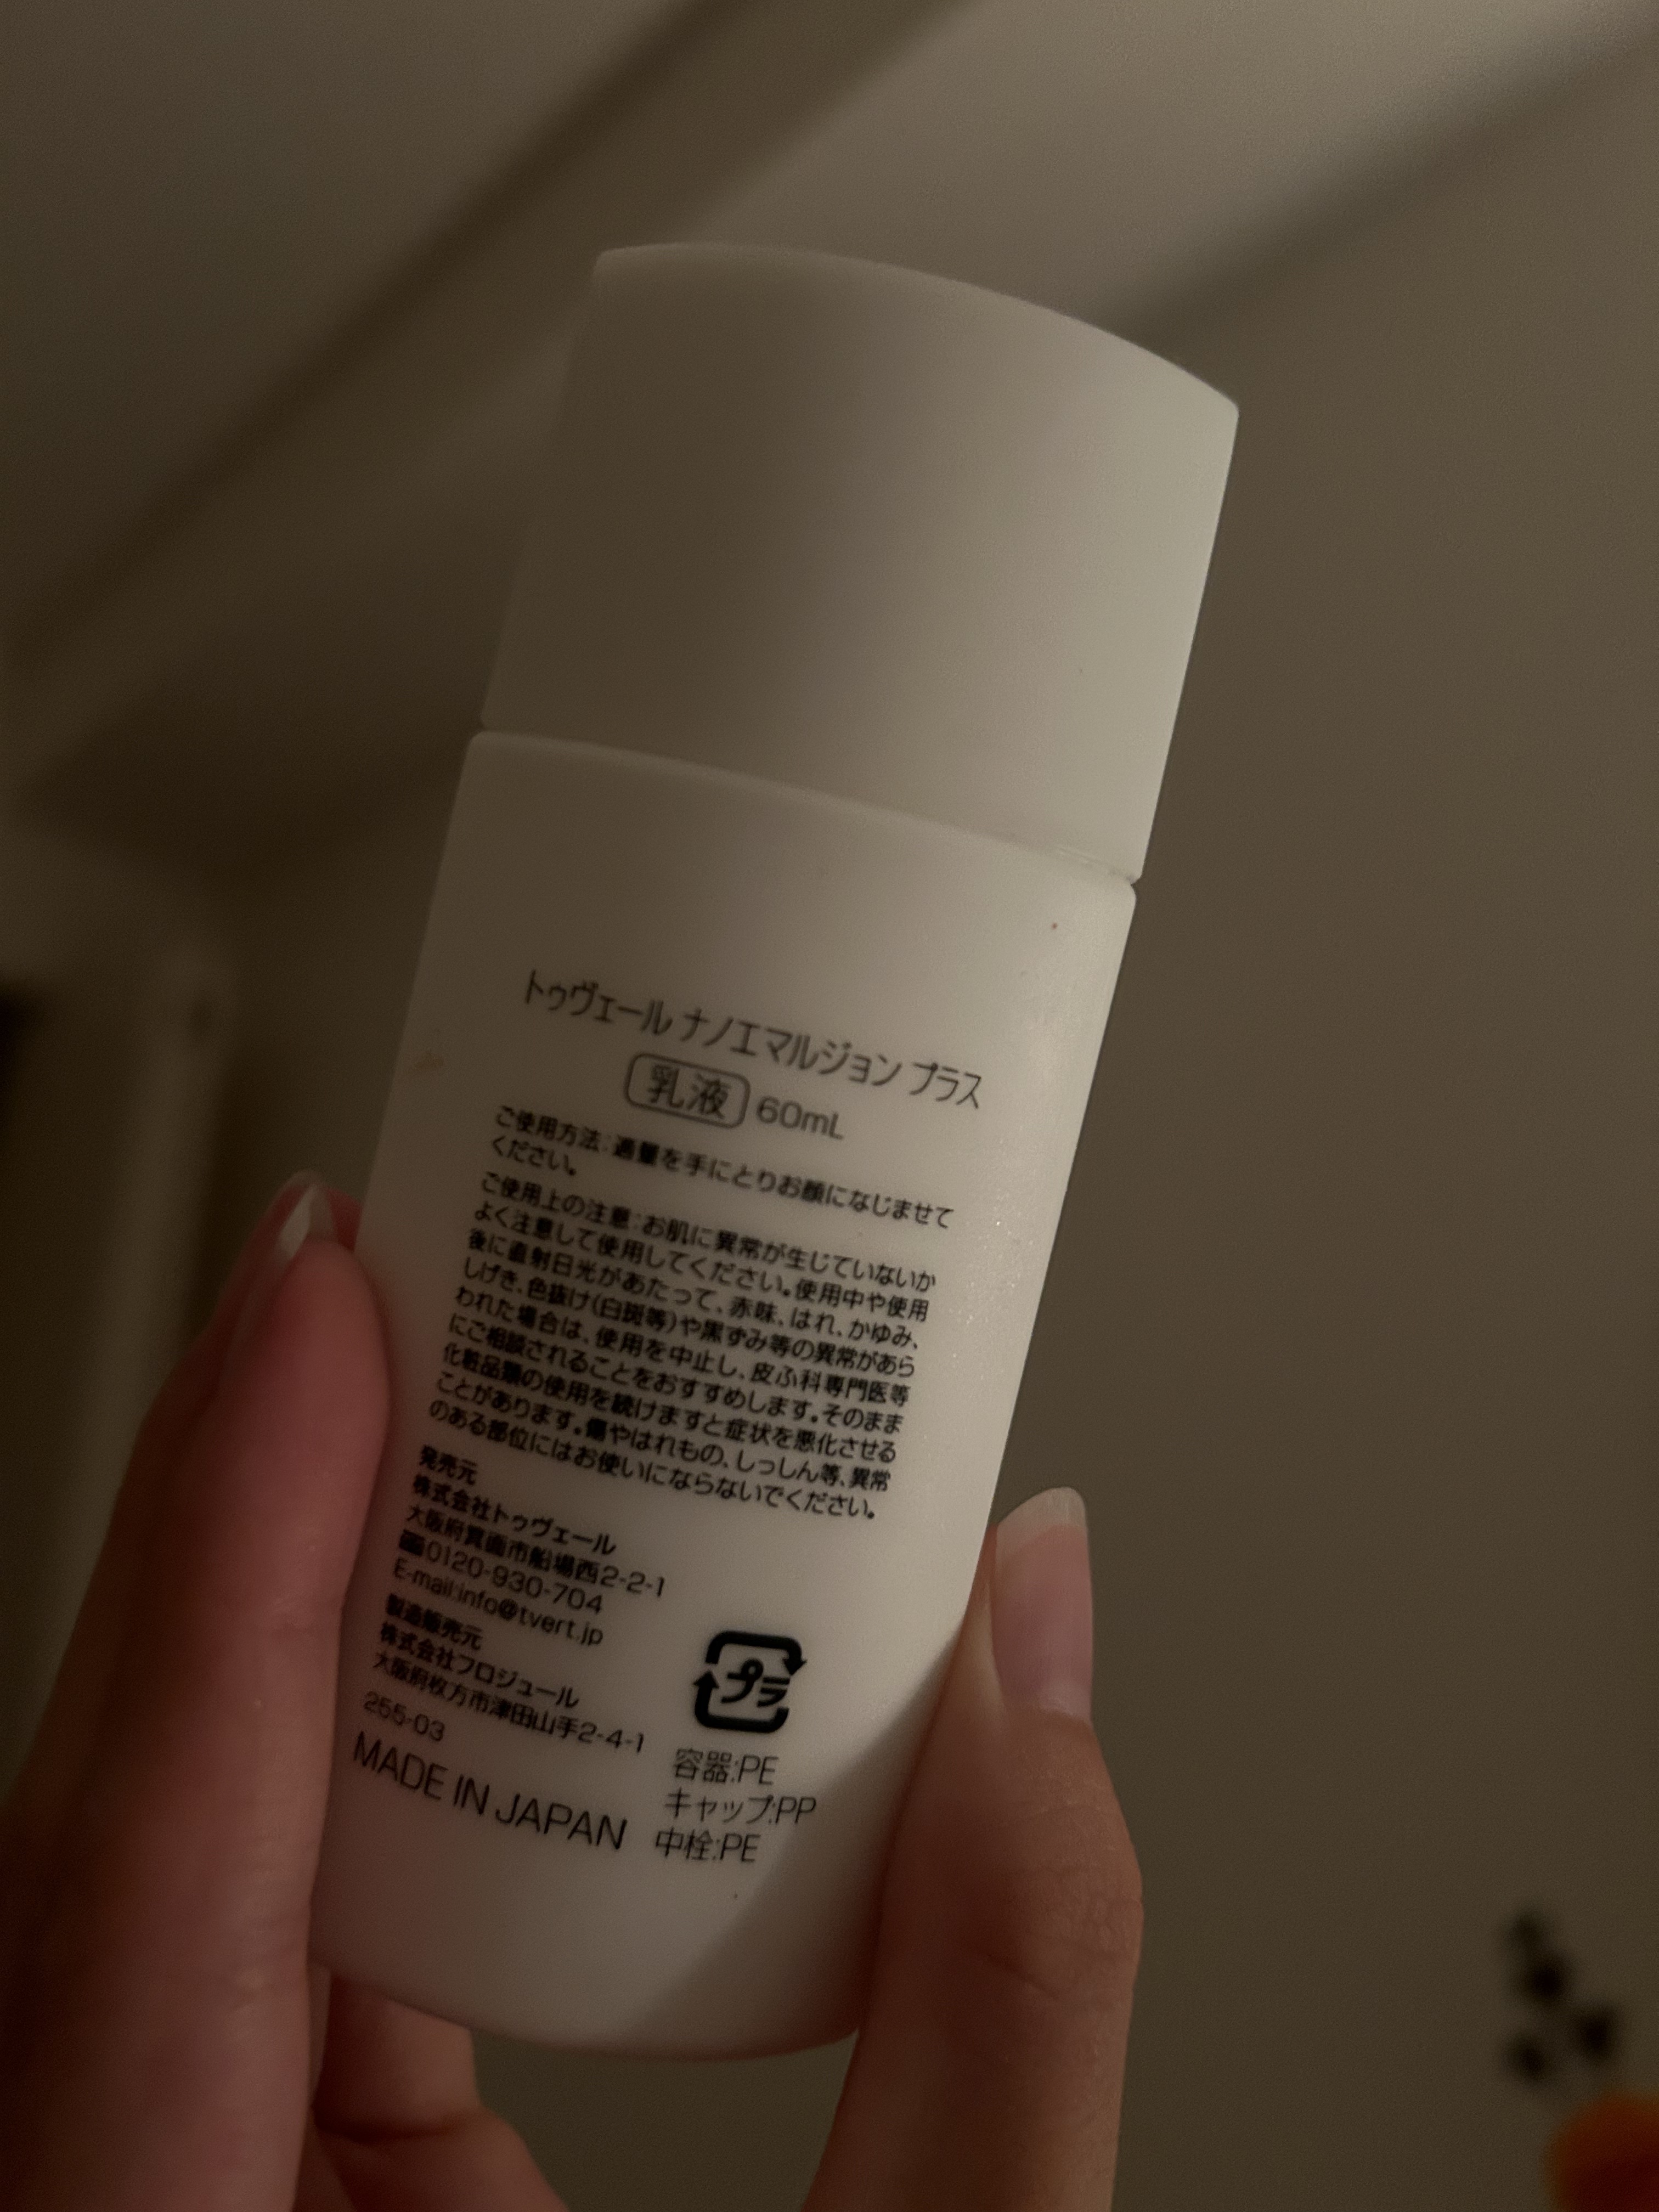 トゥヴェール ナノエマルジョン プラス
乳液 60mL
ご使用方法:適量を手にとりお顔になじませて
ください。
ご使用上の注意:お肌に異常が生じていないか
よく注意して使用してください。使用中や使用
後に直射日光があたって、赤味、はれ、かゆみ、
しげき、色抜け(白斑等)や黒ずみ等の異常があら
われた場合は、使用を中止し、皮ふ科専門医等
にご相談されることをおすすめします。そのまま
化粧品類の使用を続けますと症状を悪化させる
ことがあります。傷やはれもの、しっしん等、異常
のある部位にはお使いにならないでください。
発売元
株式会社トゥヴェール
大阪府箕面市船場西2-2-1
0120-930-704
E-mail:info@tvert.jp
製造販売元
株式会社フロジュール
大阪府枚方市津田山手2-4-1
255-03
MADE IN JAPAN
プラ
容器:PE
キャップ:PP
中栓:PE